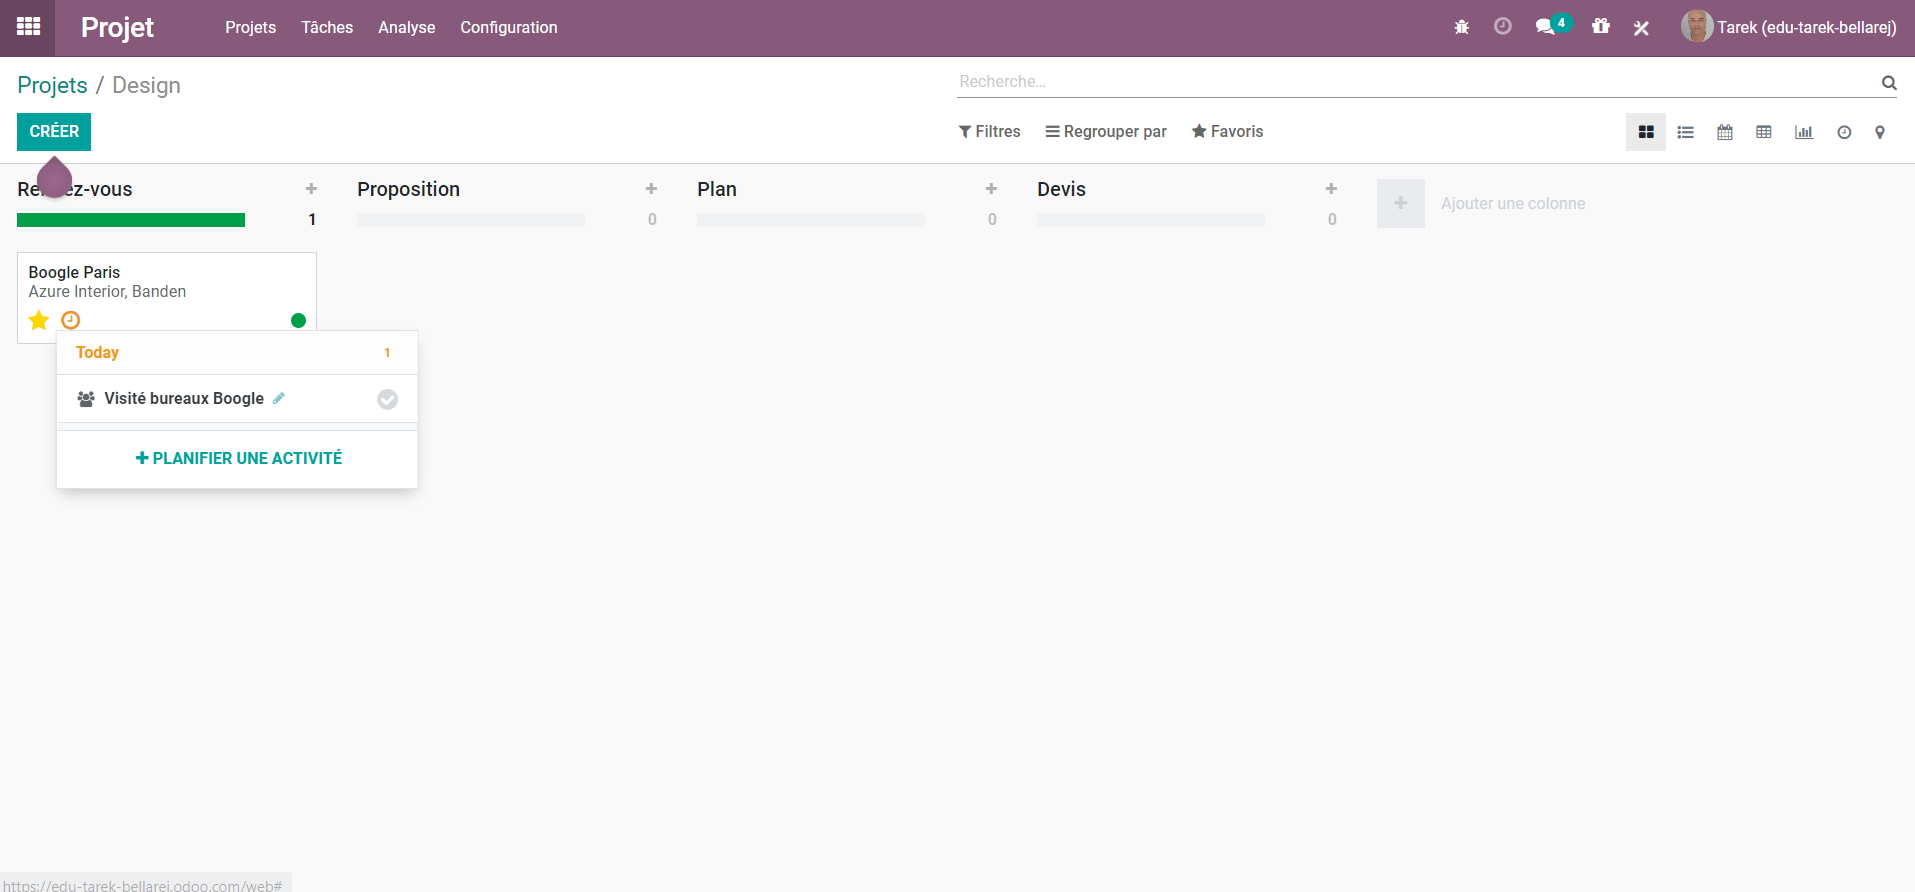 Projet
Projets Tâches Analyse Configuration
4
Tarek (edu-tarek-bellarej)
Projets / Design
Recherche...
CRÉER
Filtres Regrouper par Favoris
Rendez-vous
1
Proposition
0
Plan
0
Devis
0
Ajouter une colonne
Boogle Paris
Azure Interior, Banden
Today 1
Visité bureaux Boogle
PLANIFIER UNE ACTIVITÉ
https://edu-tarek-bellarej.odoo.com/web#